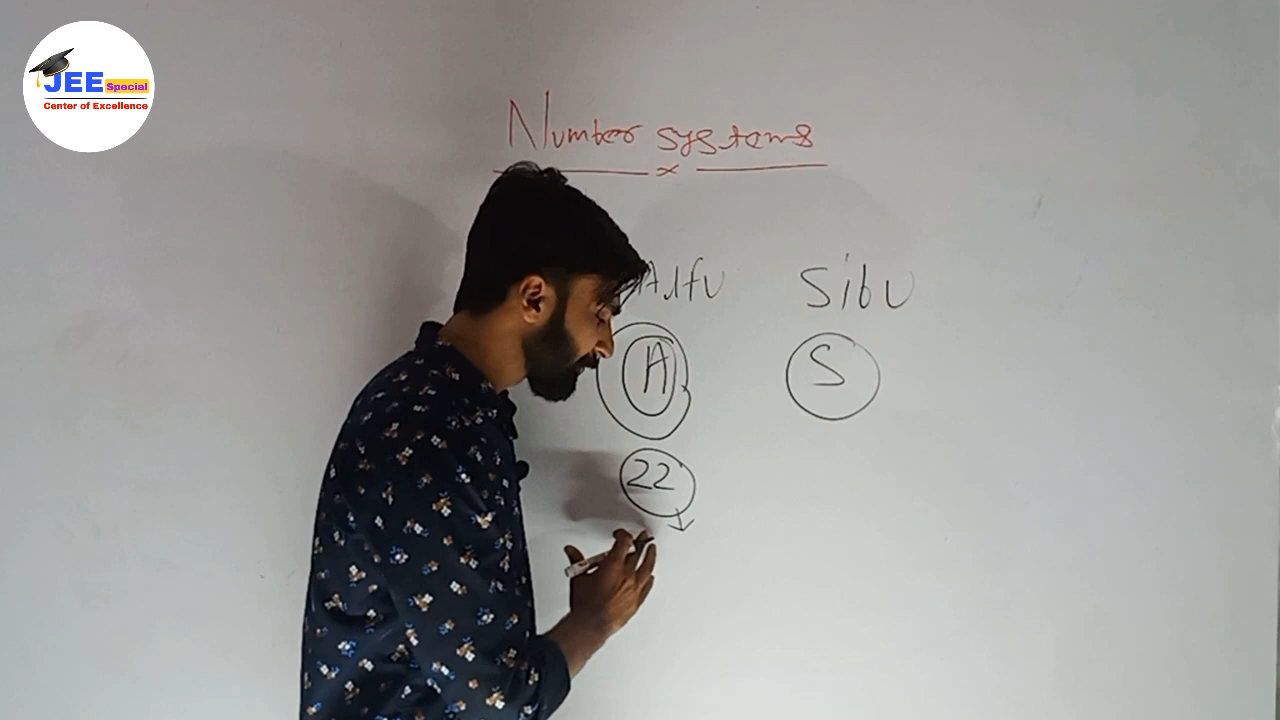 JEE
Special
Center of Excellence
Number systems
Sibu
A
S
22